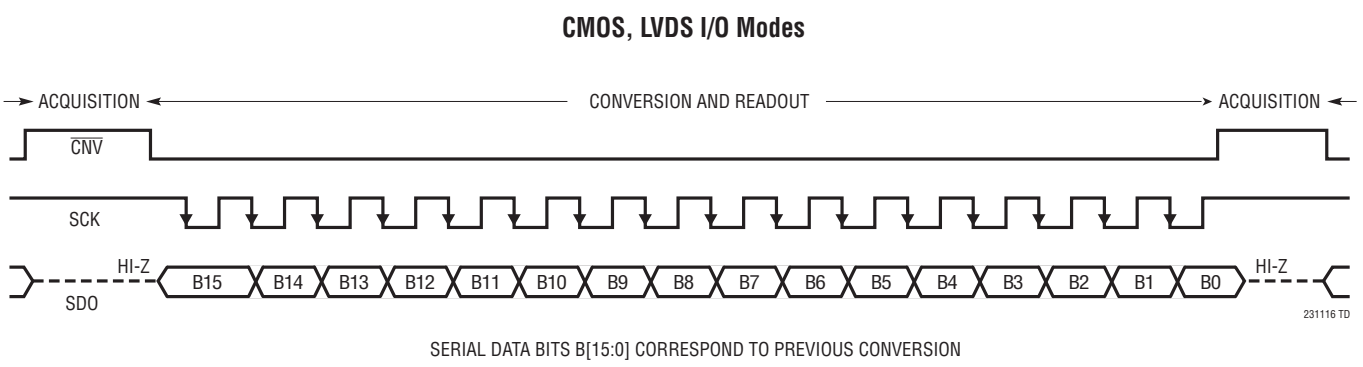 CMOS, LVDS I/O Modes
ACQUISITION CONVERSION AND READOUT ACQUISITION
CNV
SCK
HI-Z B15 B14 B13 B12 B11 B10 B9 B8 B7 B6 B5 B4 B3 B2 B1 B0 HI-Z
SDO
231116 TD
SERIAL DATA BITS B[15:0] CORRESPOND TO PREVIOUS CONVERSION